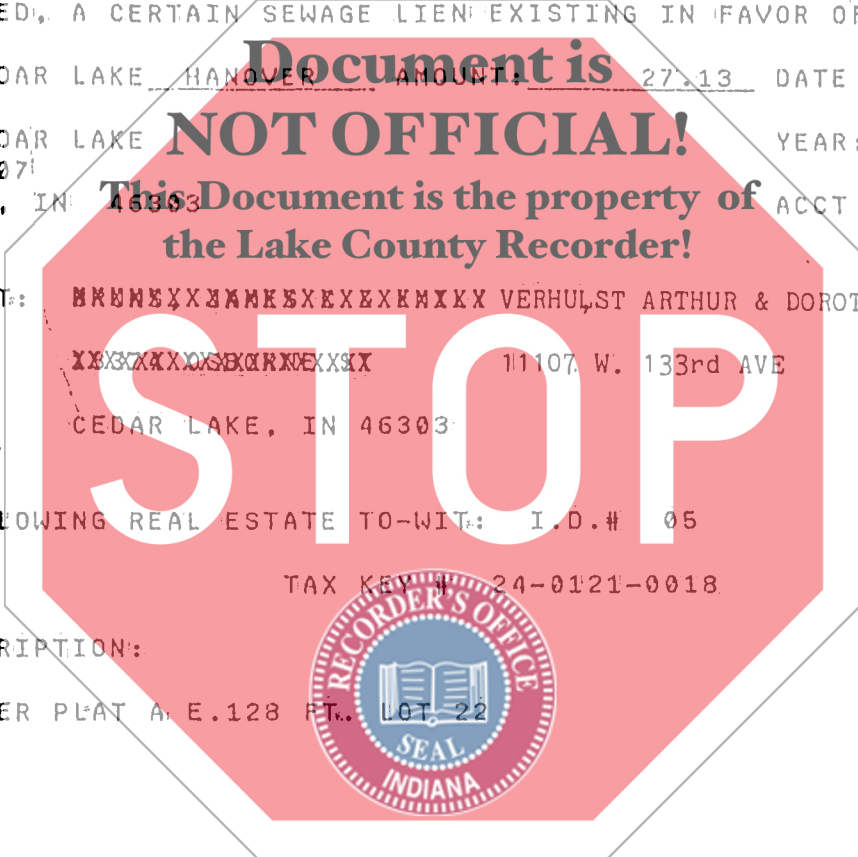 ED, A CERTAIN SEWAGE LIEN EXISTING IN FAVOR OF
Document is
DAR LAKE HANOVER AMOUNT: 27.13 DATE
NOT OFFICIAL!
DAR LAKE YEAR:
07
This Document is the property of
, IN 46303 ACCT
the Lake County Recorder!
T: VERHULST ARTHUR & DOROT
11107 W. 133rd AVE
STOP
CEDAR LAKE, IN 46303
LOWING REAL ESTATE TO-WIT: I.D.# 05
TAX KEY # 24-0121-0018
RECORDER'S OFFICE
RIPTION:
ER PLAT A E.128 FT. LOT 22
SEAL
INDIANA